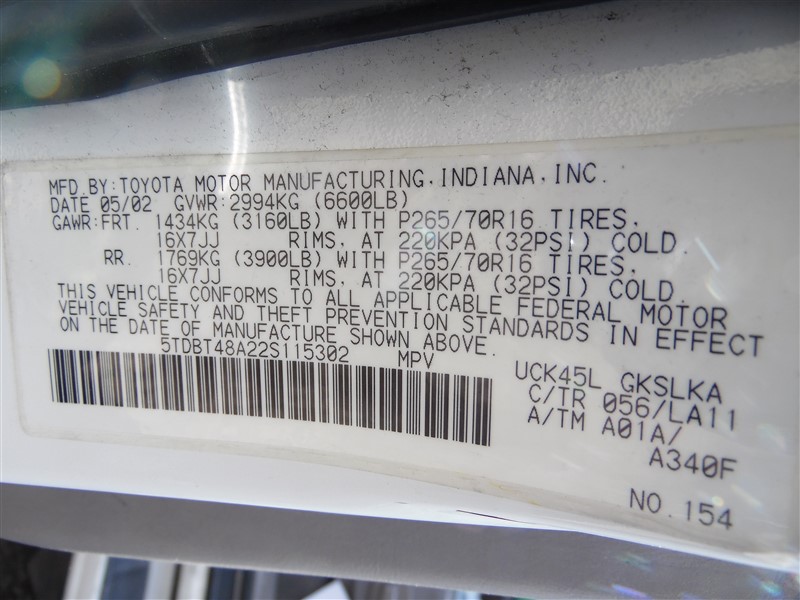 MFD.BY:TOYOTA MOTOR MANUFACTURING,INDIANA,INC.
DATE 05/02 GVWR:2994KG (6600LB)
GAWR:FRT. 1434KG (3160LB) WITH P265/70R16 TIRES,
16X7JJ RIMS, AT 220KPA (32PSI) COLD.
RR. 1769KG (3900LB) WITH P265/70R16 TIRES,
16X7JJ RIMS, AT 220KPA (32PSI) COLD.
THIS VEHICLE CONFORMS TO ALL APPLICABLE FEDERAL MOTOR
VEHICLE SAFETY AND THEFT PREVENTION STANDARDS IN EFFECT
ON THE DATE OF MANUFACTURE SHOWN ABOVE.
5TDBT48A22S115302 MPV
UCK45L GKSLKA
C/TR 056/LA11
A/TM A01A/
A340F
NO.154